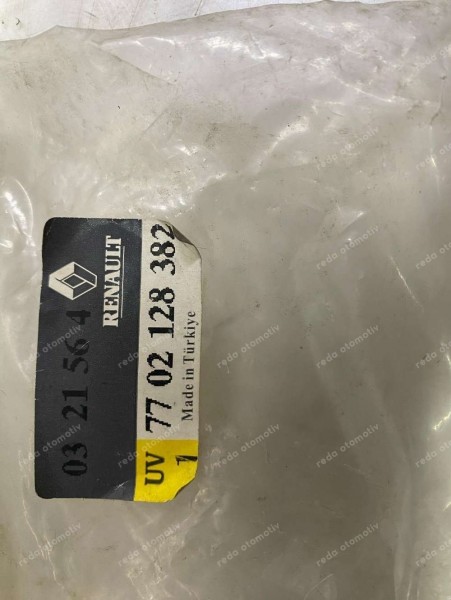 RENAULT
03 21 56 4
77 02 128 382
Made in Türkiye
UV
1
redo otomotiv